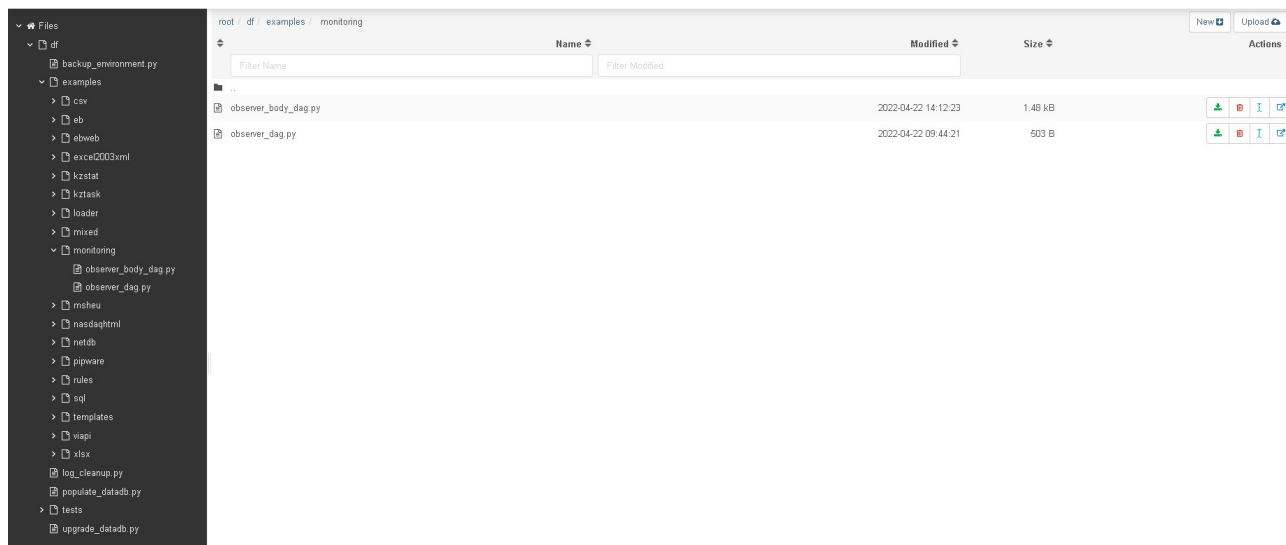 Files
df
backup_environment.py
examples
csv
eb
ebweb
excel2003xml
kzstat
kztask
loader
mixed
monitoring
observer_body_dag.py
observer_dag.py
msheu
nasdaqhtml
netdb
pipware
rules
sql
templates
viapi
xlsx
log_cleanup.py
populate_datadb.py
tests
upgrade_datadb.py
root / df / examples / monitoring
New Upload
Name Modified Size Actions
Filter Name Filter Modified
..
observer_body_dag.py 2022-04-22 14:12:23 1.48 kB
observer_dag.py 2022-04-22 09:44:21 503 B